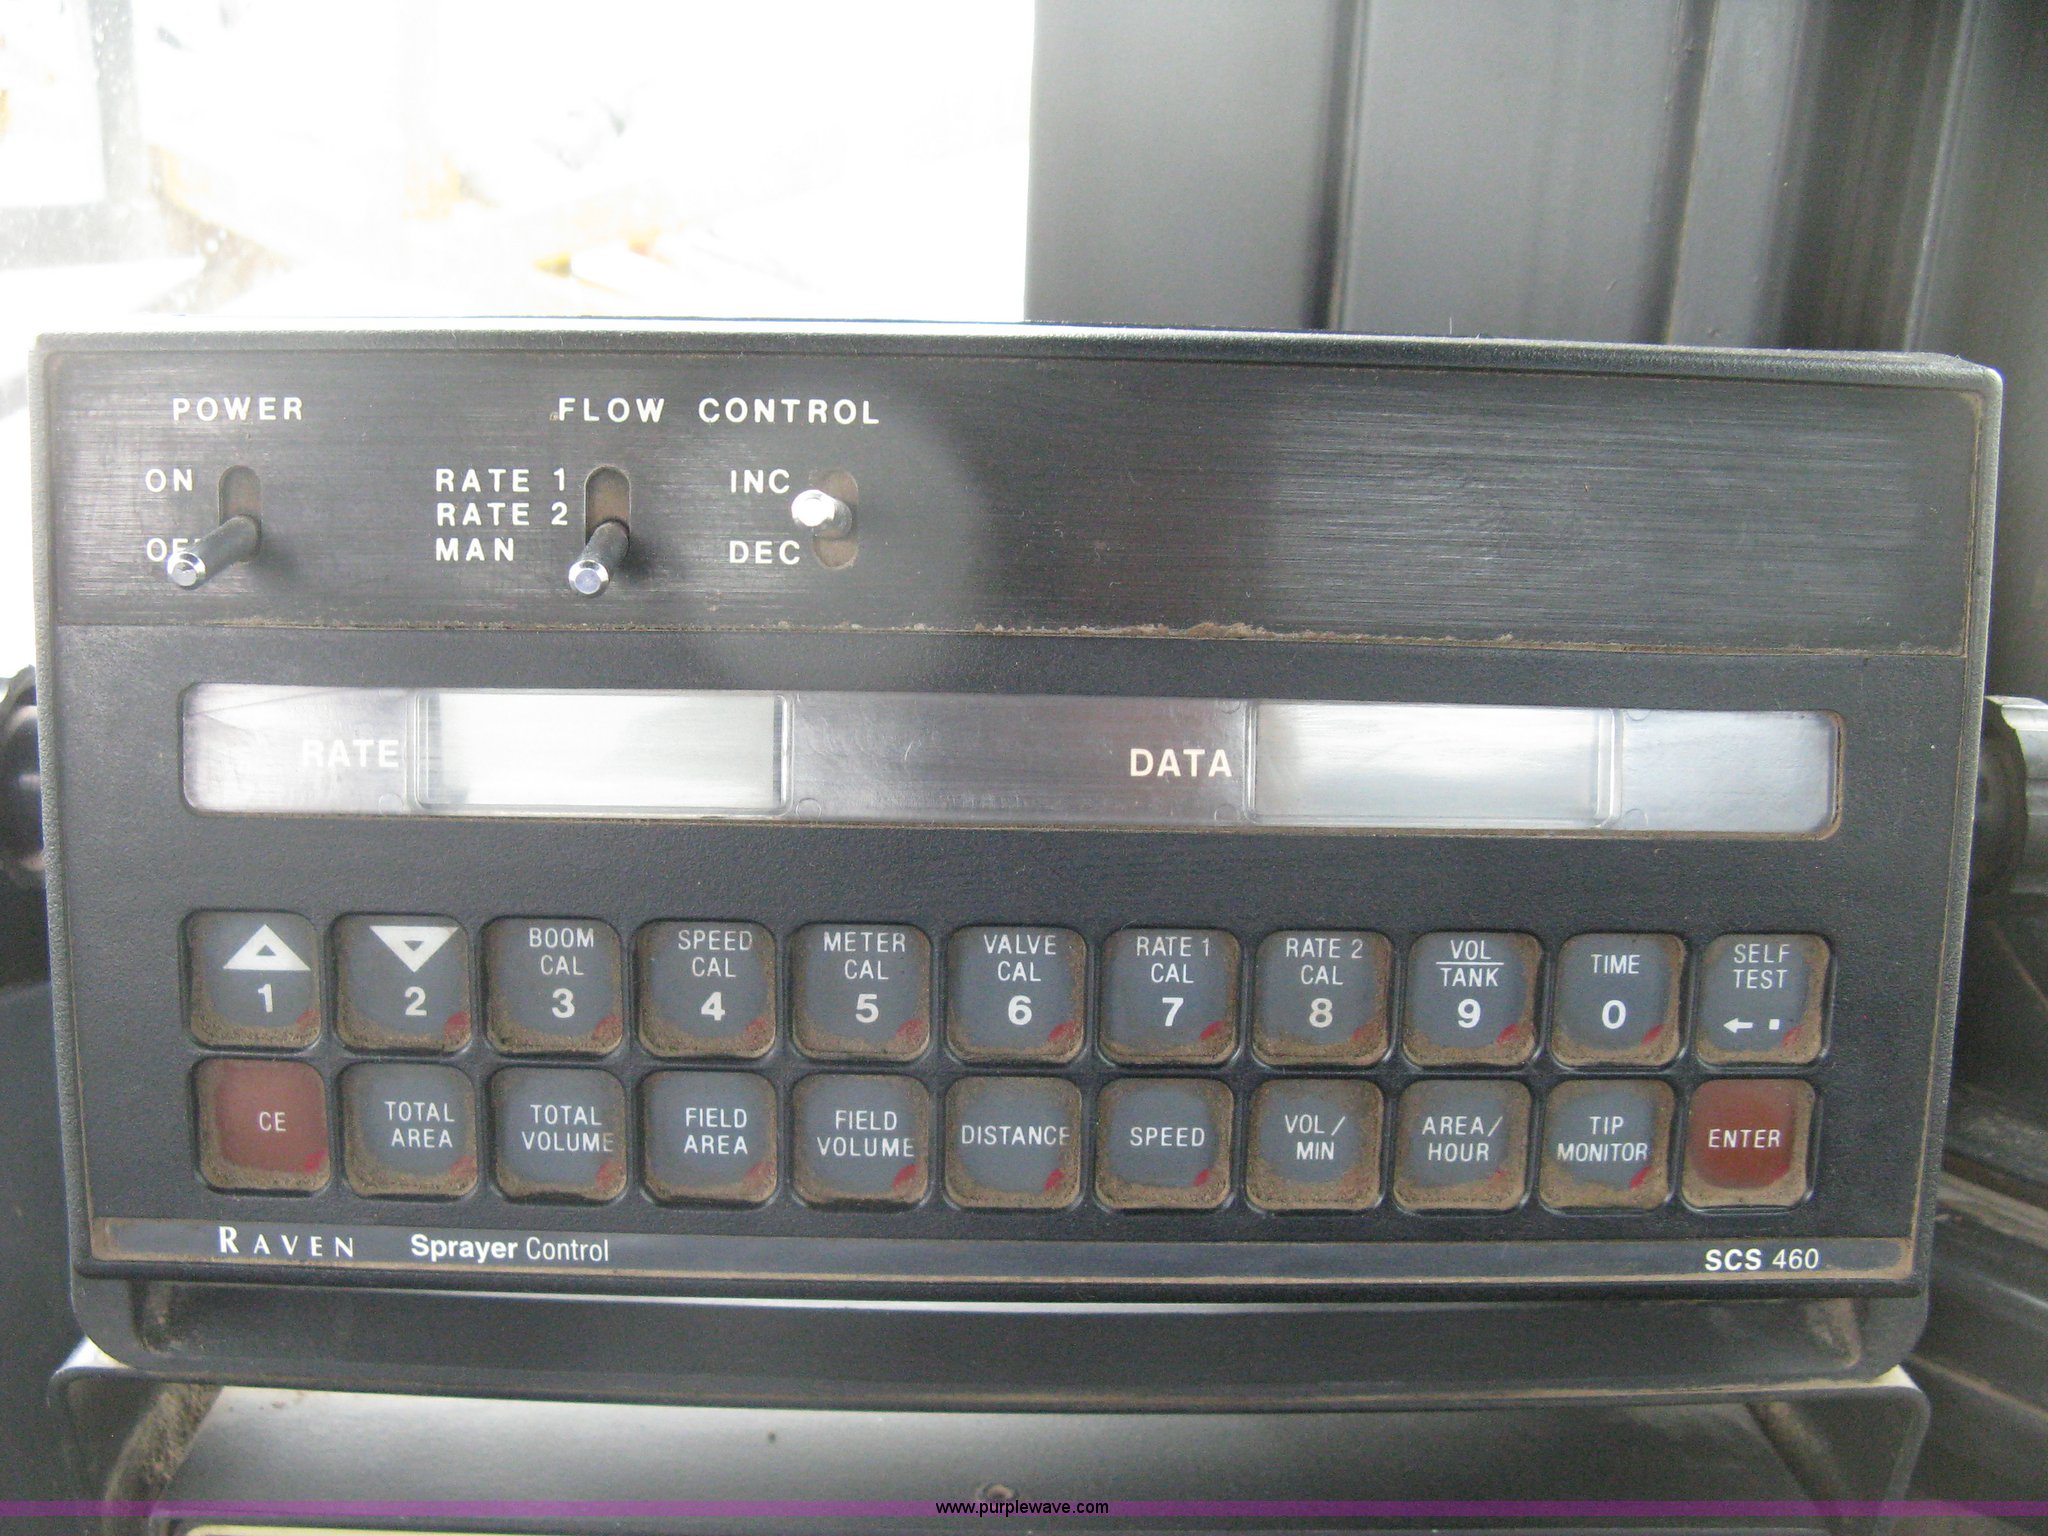 POWER
FLOW CONTROL
ON
RATE 1
INC
RATE 2
OFF
MAN
DEC
RATE
DATA
1
2
BOOM CAL 3
SPEED CAL 4
METER CAL 5
VALVE CAL 6
RATE 1 CAL 7
RATE 2 CAL 8
VOL TANK 9
TIME 0
SELF TEST
CE
TOTAL AREA
TOTAL VOLUME
FIELD AREA
FIELD VOLUME
DISTANCE
SPEED
VOL / MIN
AREA / HOUR
TIP MONITOR
ENTER
RAVEN Sprayer Control
SCS 460
www.purplewave.com